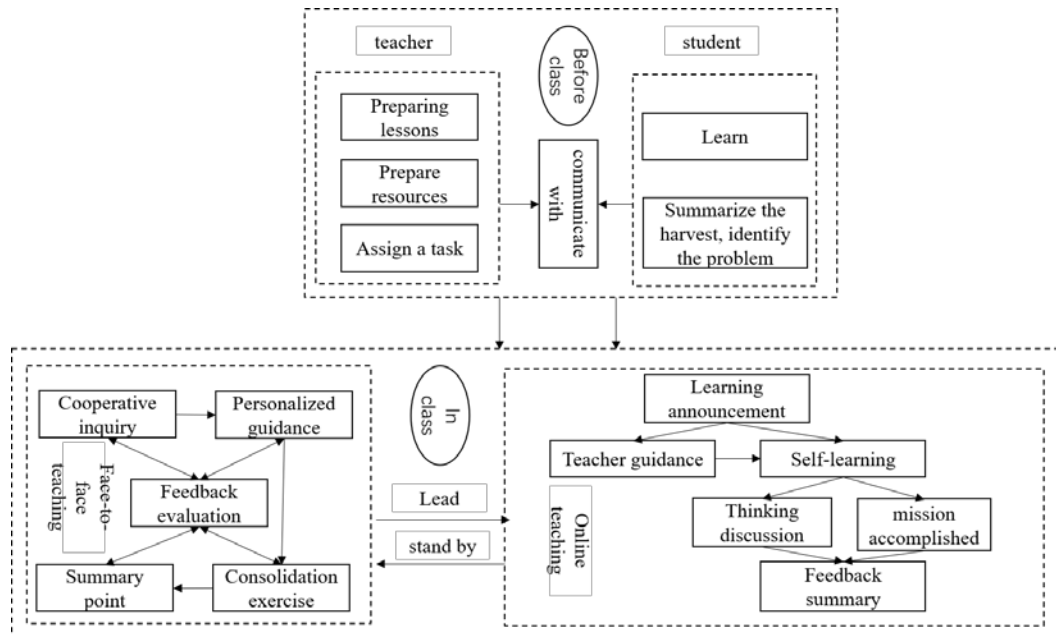 teacher
Before
class
student
Preparing
lessons
Prepare
resources
Assign a task
communicate
with
Learn
Summarize the
harvest, identify
the problem
Cooperative
inquiry
Personalized
guidance
Face-to-
face
teaching
Feedback
evaluation
Summary
point
Consolidation
exercise
In
class
Lead
stand by
Learning
announcement
Teacher guidance
Self-learning
Online
teaching
Thinking
discussion
mission
accomplished
Feedback
summary